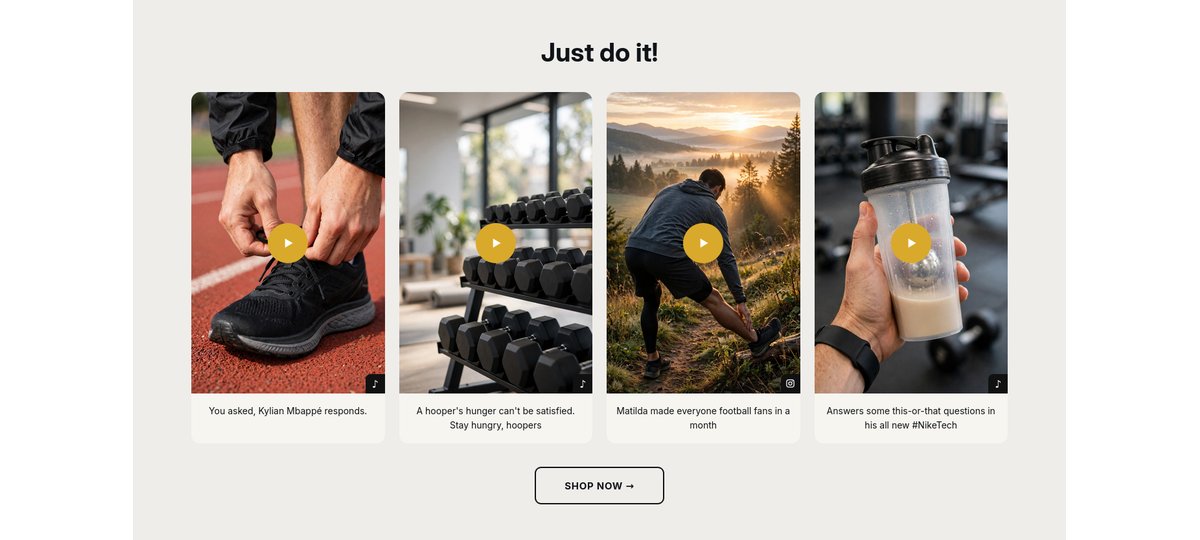 Just do it!
You asked, Kylian Mbappé responds.
A hooper's hunger can't be satisfied.
Stay hungry, hoopers
Matilda made everyone football fans in a
month
Answers some this-or-that questions in
his all new #NikeTech
SHOP NOW →